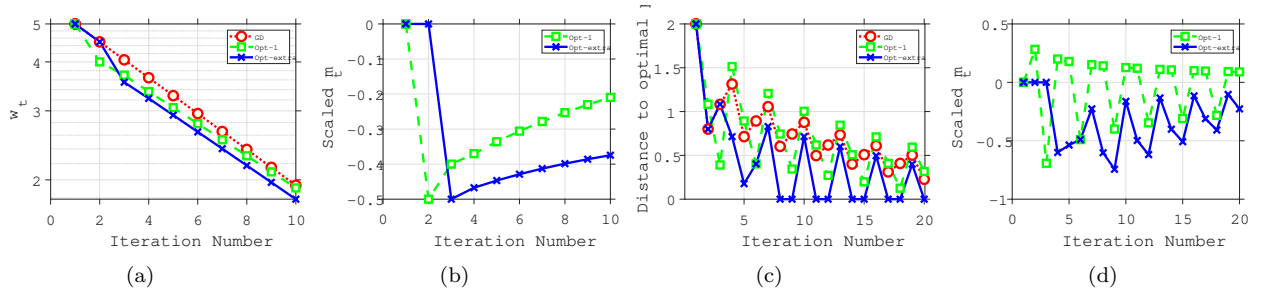 5
4
3
2
w_t
0 2 4 6 8 10
Iteration Number
GD
Opt-1
Opt-extra
(a)
0
-0.1
-0.2
-0.3
-0.4
-0.5
Scaled m_t
0 2 4 6 8 10
Iteration Number
Opt-1
Opt-extra
(b)
2
1.5
1
0.5
0
Distance to optimal
5 10 15 20
Iteration Number
GD
Opt-1
Opt-extra
(c)
0.5
0
-0.5
-1
Scaled m_t
0 5 10 15 20
Iteration Number
Opt-1
Opt-extra
(d)